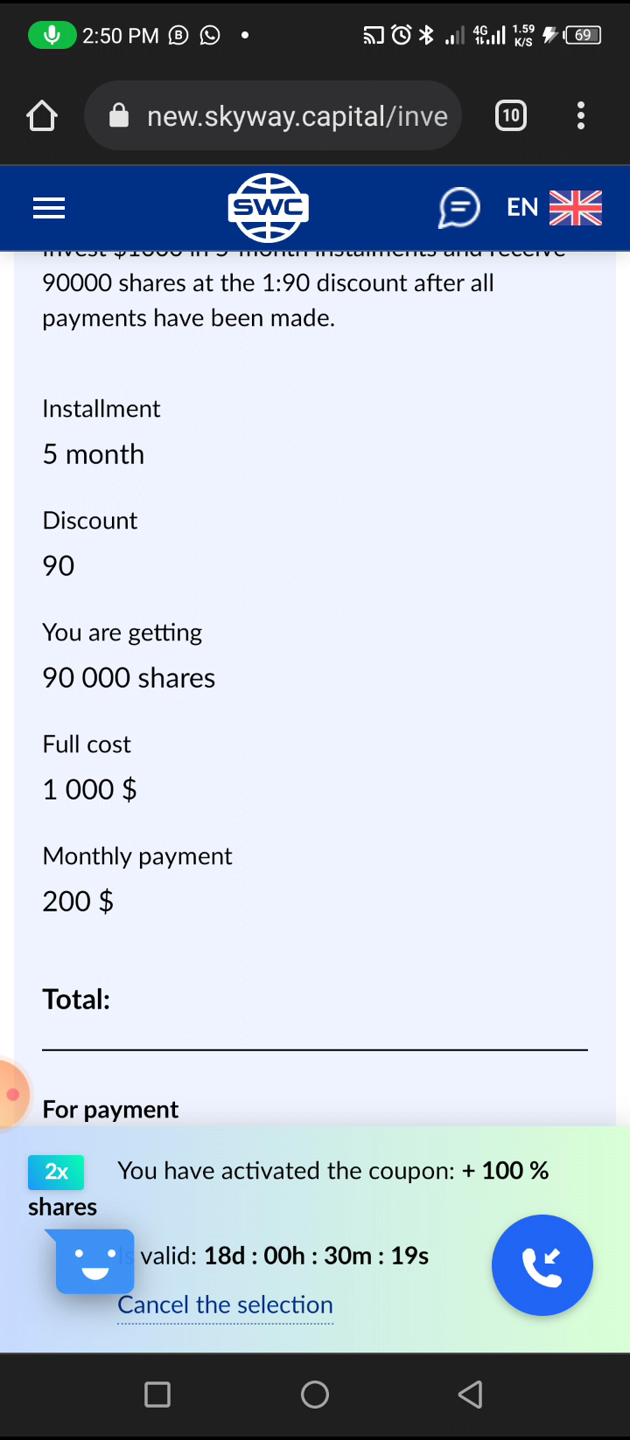 2:50 PM
4G
1.59
K/S
69
new.skyway.capital/inve
10
SWC
EN
90000 shares at the 1:90 discount after all
payments have been made.
Installment
5 month
Discount
90
You are getting
90 000 shares
Full cost
1 000 $
Monthly payment
200 $
Total:
For payment
2x
shares
You have activated the coupon: + 100 %
valid: 18d : 00h : 30m : 19s
Cancel the selection